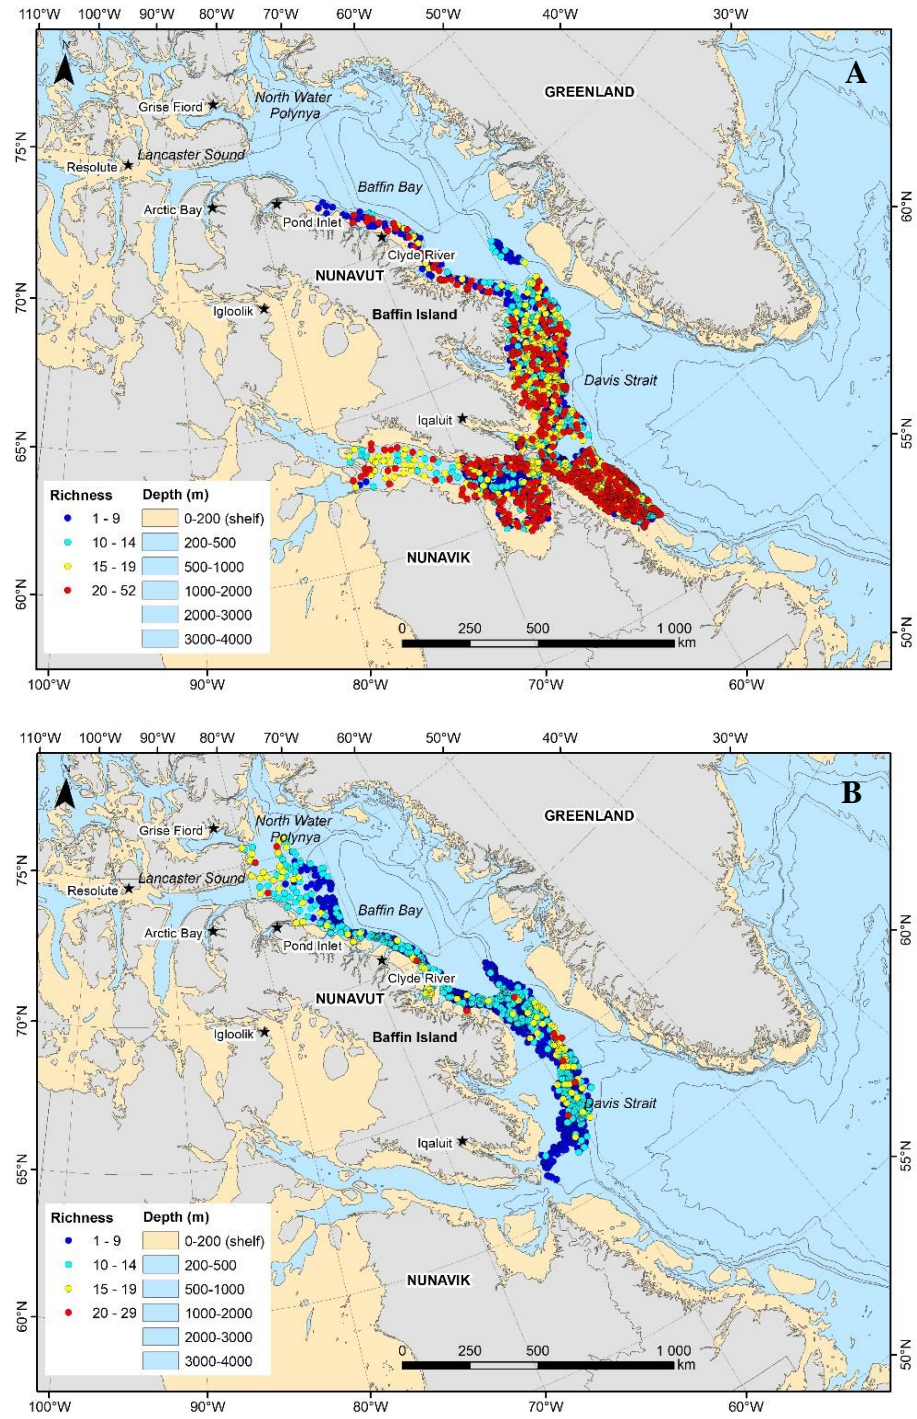 110°W 100°W 90°W 80°W 70°W 60°W 50°W 40°W 30°W
N
A
GREENLAND
North Water
Polynya
Grise Fiord
75°N
Lancaster Sound
Resolute
Baffin Bay
60°N
Arctic Bay
Pond Inlet
Clyde River
NUNAVUT
70°N
Igloolik
Baffin Island
Davis Strait
Iqaluit
55°N
65°N
Richness Depth (m)
1 - 9 0-200 (shelf)
10 - 14 200-500
15 - 19 500-1000
20 - 52 1000-2000
2000-3000
3000-4000
NUNAVIK
60°N
0 250 500 1 000
km
50°N
100°W 90°W 80°W 70°W 60°W
110°W 100°W 90°W 80°W 70°W 60°W 50°W 40°W 30°W
N
B
GREENLAND
North Water
Polynya
Grise Fiord
75°N
Lancaster Sound
Resolute
Baffin Bay
60°N
Arctic Bay
Pond Inlet
Clyde River
NUNAVUT
70°N
Igloolik
Baffin Island
Davis Strait
Iqaluit
55°N
65°N
Richness Depth (m)
1 - 9 0-200 (shelf)
10 - 14 200-500
15 - 19 500-1000
20 - 29 1000-2000
2000-3000
3000-4000
NUNAVIK
60°N
0 250 500 1 000
km
50°N
100°W 90°W 80°W 70°W 60°W